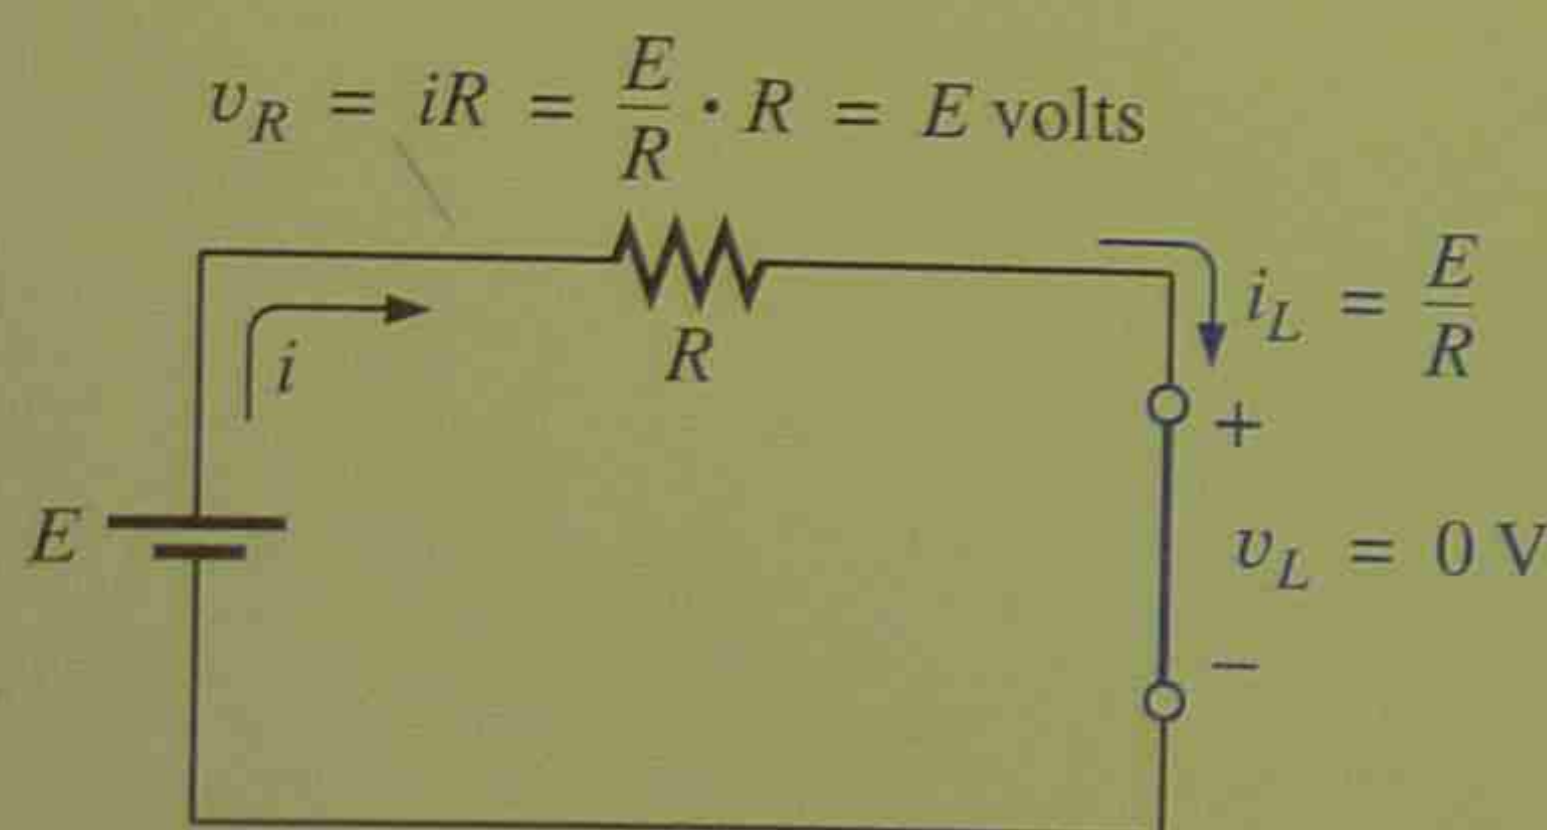 v_R = iR = E/R · R = E volts
i_L = E/R
i
R
+
E
v_L = 0 V
−